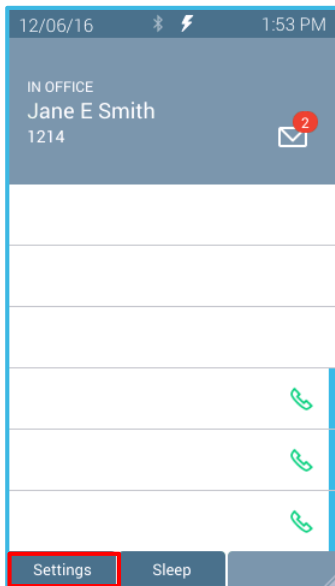 12/06/16 1:53 PM
IN OFFICE
Jane E Smith
1214
2
Settings Sleep